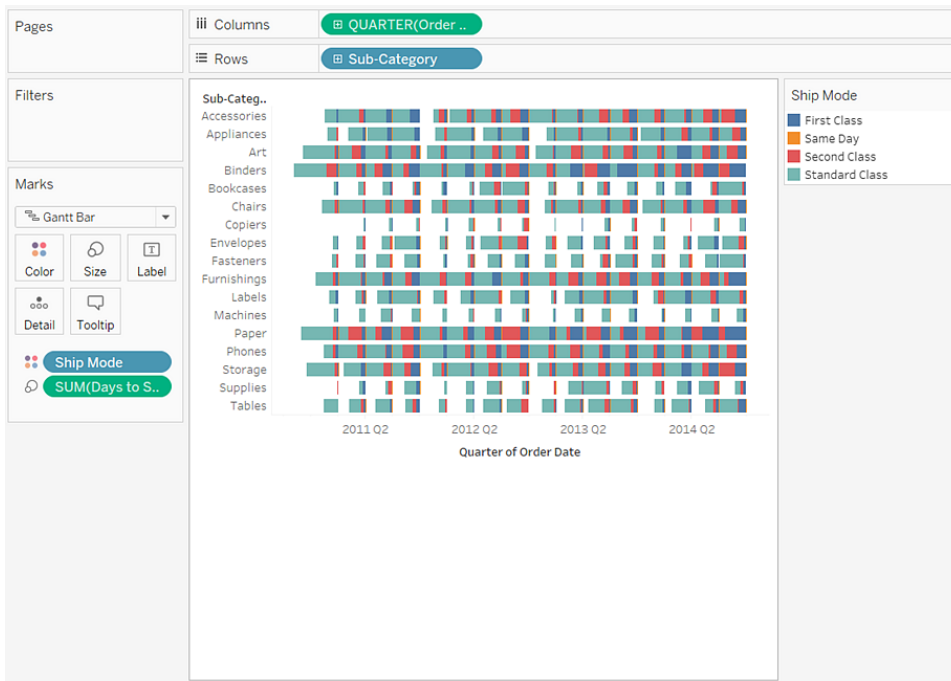 Pages
Columns
QUARTER(Order ..
Rows
Sub-Category
Filters
Marks
Gantt Bar
Color
Size
Label
Detail
Tooltip
Ship Mode
SUM(Days to S..
Sub-Categ..
Accessories
Appliances
Art
Binders
Bookcases
Chairs
Copiers
Envelopes
Fasteners
Furnishings
Labels
Machines
Paper
Phones
Storage
Supplies
Tables
2011 Q2 2012 Q2 2013 Q2 2014 Q2
Quarter of Order Date
Ship Mode
First Class
Same Day
Second Class
Standard Class